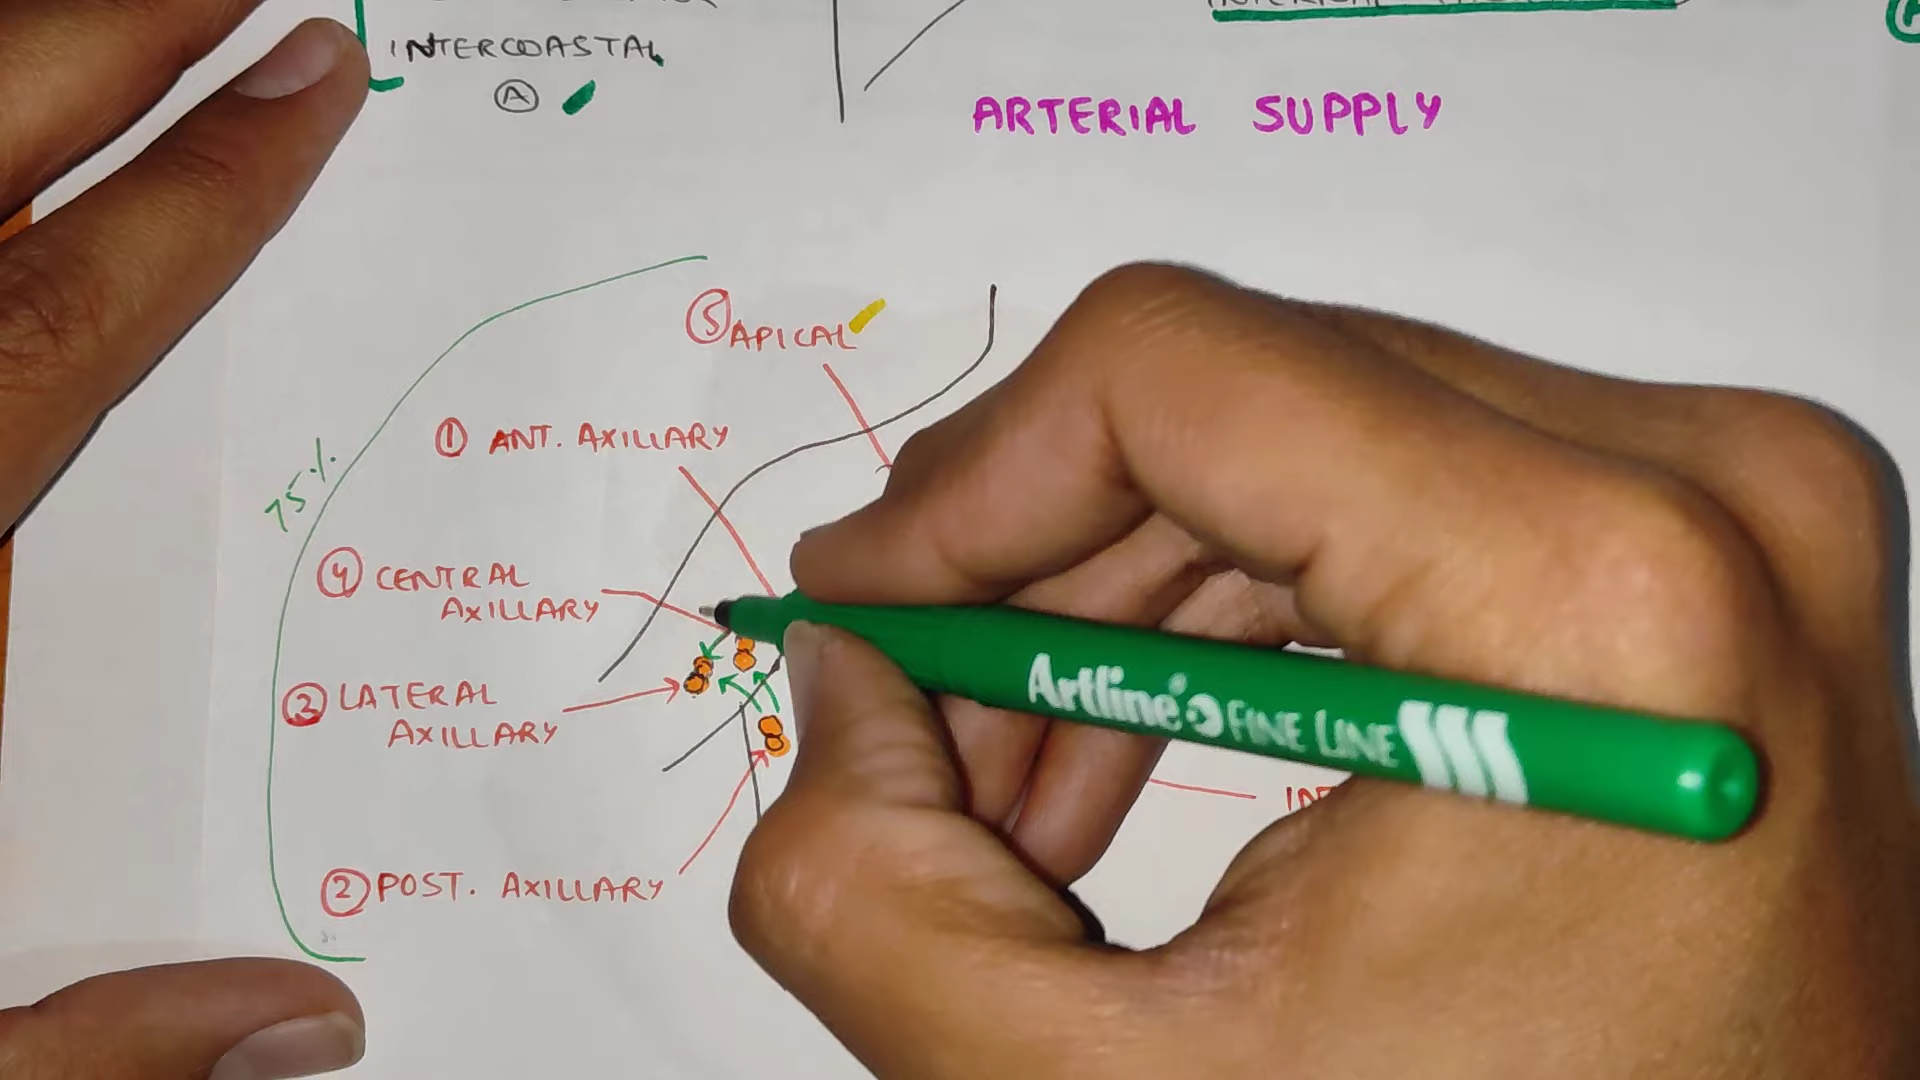 INTERCOASTAL
A
ARTERIAL SUPPLY
5 APICAL
1 ANT. AXILLARY
75%
4 CENTRAL
AXILLARY
3 LATERAL
AXILLARY
2 POST. AXILLARY
Artline FINE LINE